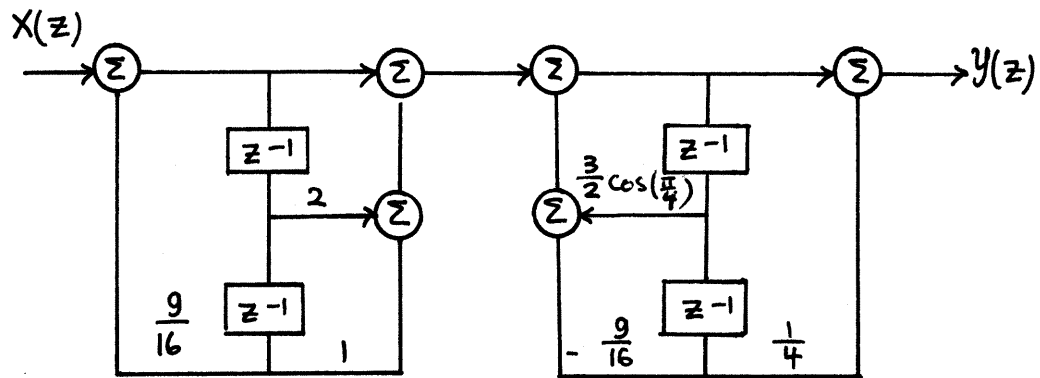 X(z)
Σ Σ Σ Σ Y(z)
z⁻¹ z⁻¹
2 3/2 cos(π/4)
Σ Σ
z⁻¹ z⁻¹
9/16 1 - 9/16 1/4